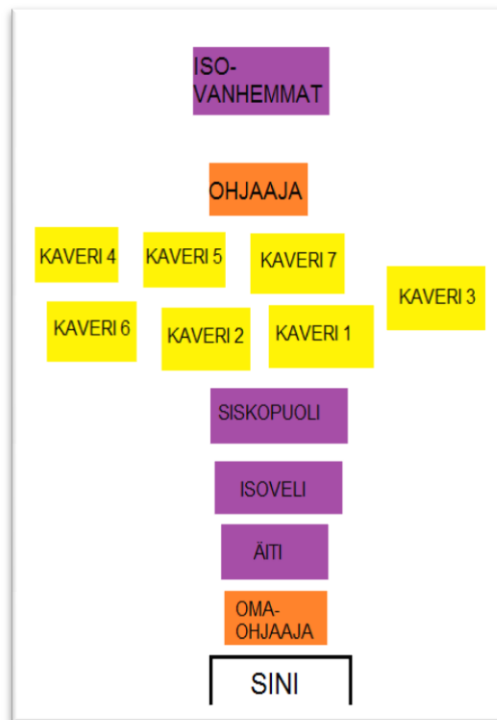 ISO-
VANHEMMAT
OHJAAJA
KAVERI 4
KAVERI 5
KAVERI 7
KAVERI 3
KAVERI 6
KAVERI 2
KAVERI 1
SISKOPUOLI
ISOVELI
ÄITI
OMA-
OHJAAJA
SINI